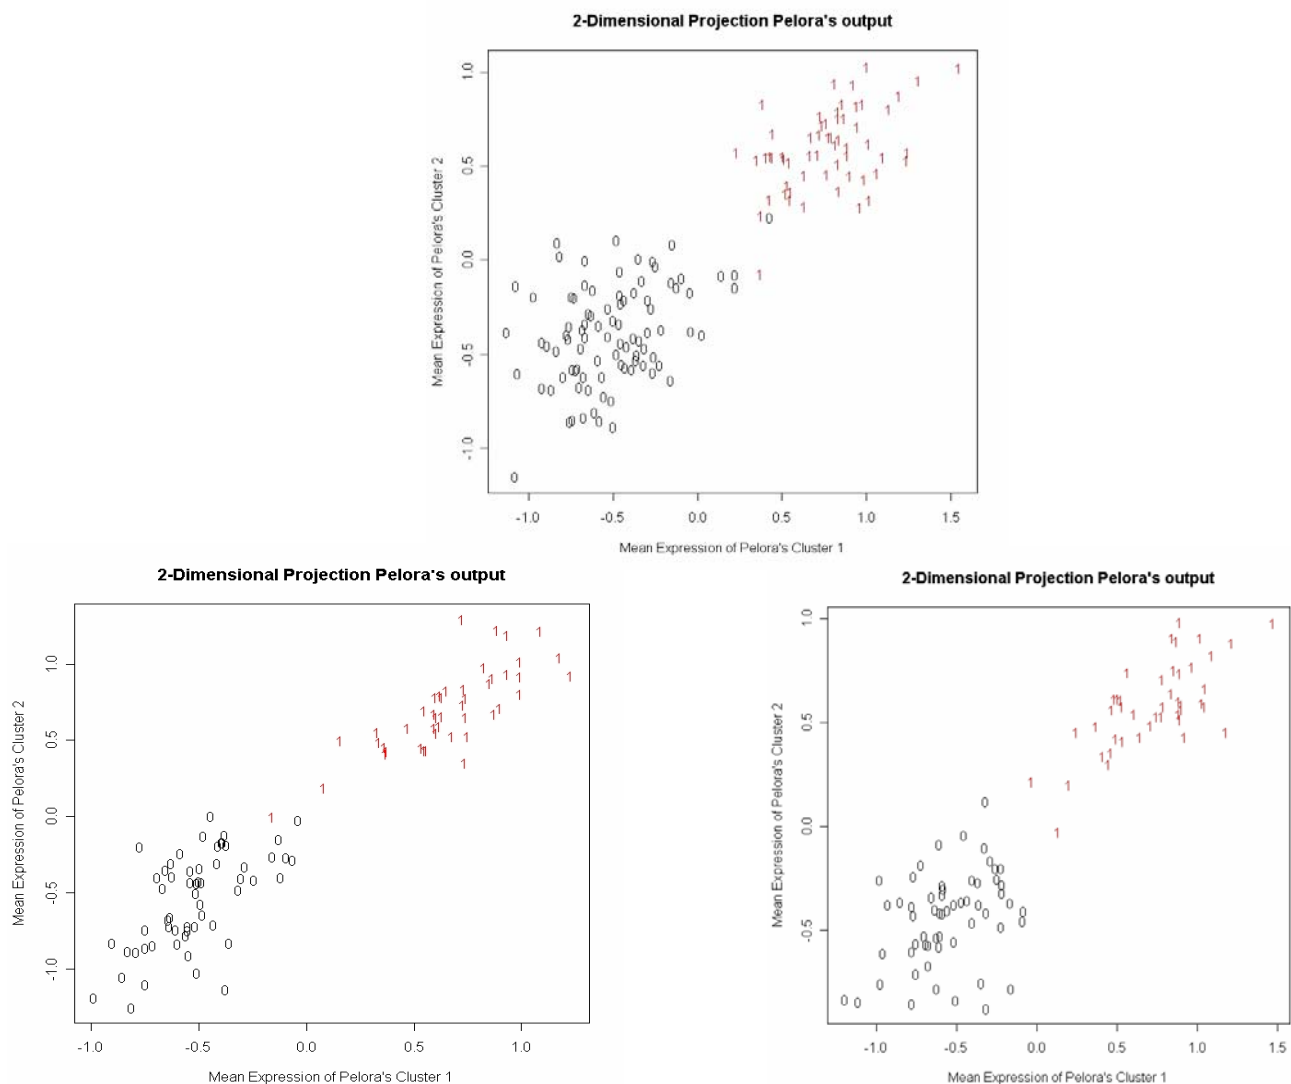 2-Dimensional Projection Pelora's output
Mean Expression of Pelora's Cluster 2
1.0
0.5
0.0
-0.5
-1.0
-1.0 -0.5 0.0 0.5 1.0 1.5
Mean Expression of Pelora's Cluster 1
2-Dimensional Projection Pelora's output
Mean Expression of Pelora's Cluster 2
1.0
0.5
0.0
-0.5
-1.0
-1.0 -0.5 0.0 0.5 1.0
Mean Expression of Pelora's Cluster 1
2-Dimensional Projection Pelora's output
Mean Expression of Pelora's Cluster 2
1.0
0.5
0.0
-0.5
-1.0 -0.5 0.0 0.5 1.0 1.5
Mean Expression of Pelora's Cluster 1